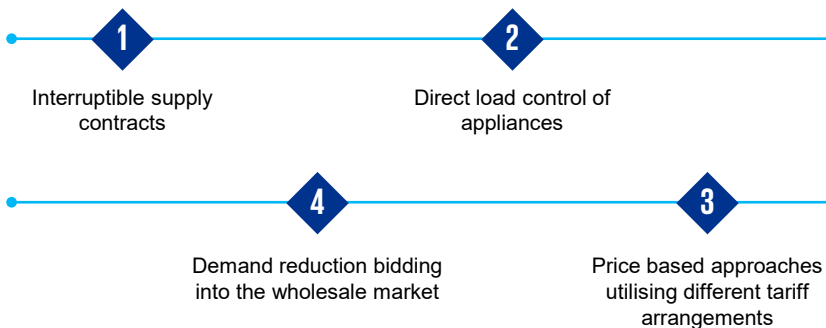 1
2
Interruptible supply
contracts
Direct load control of
appliances
4
3
Demand reduction bidding
into the wholesale market
Price based approaches
utilising different tariff
arrangements